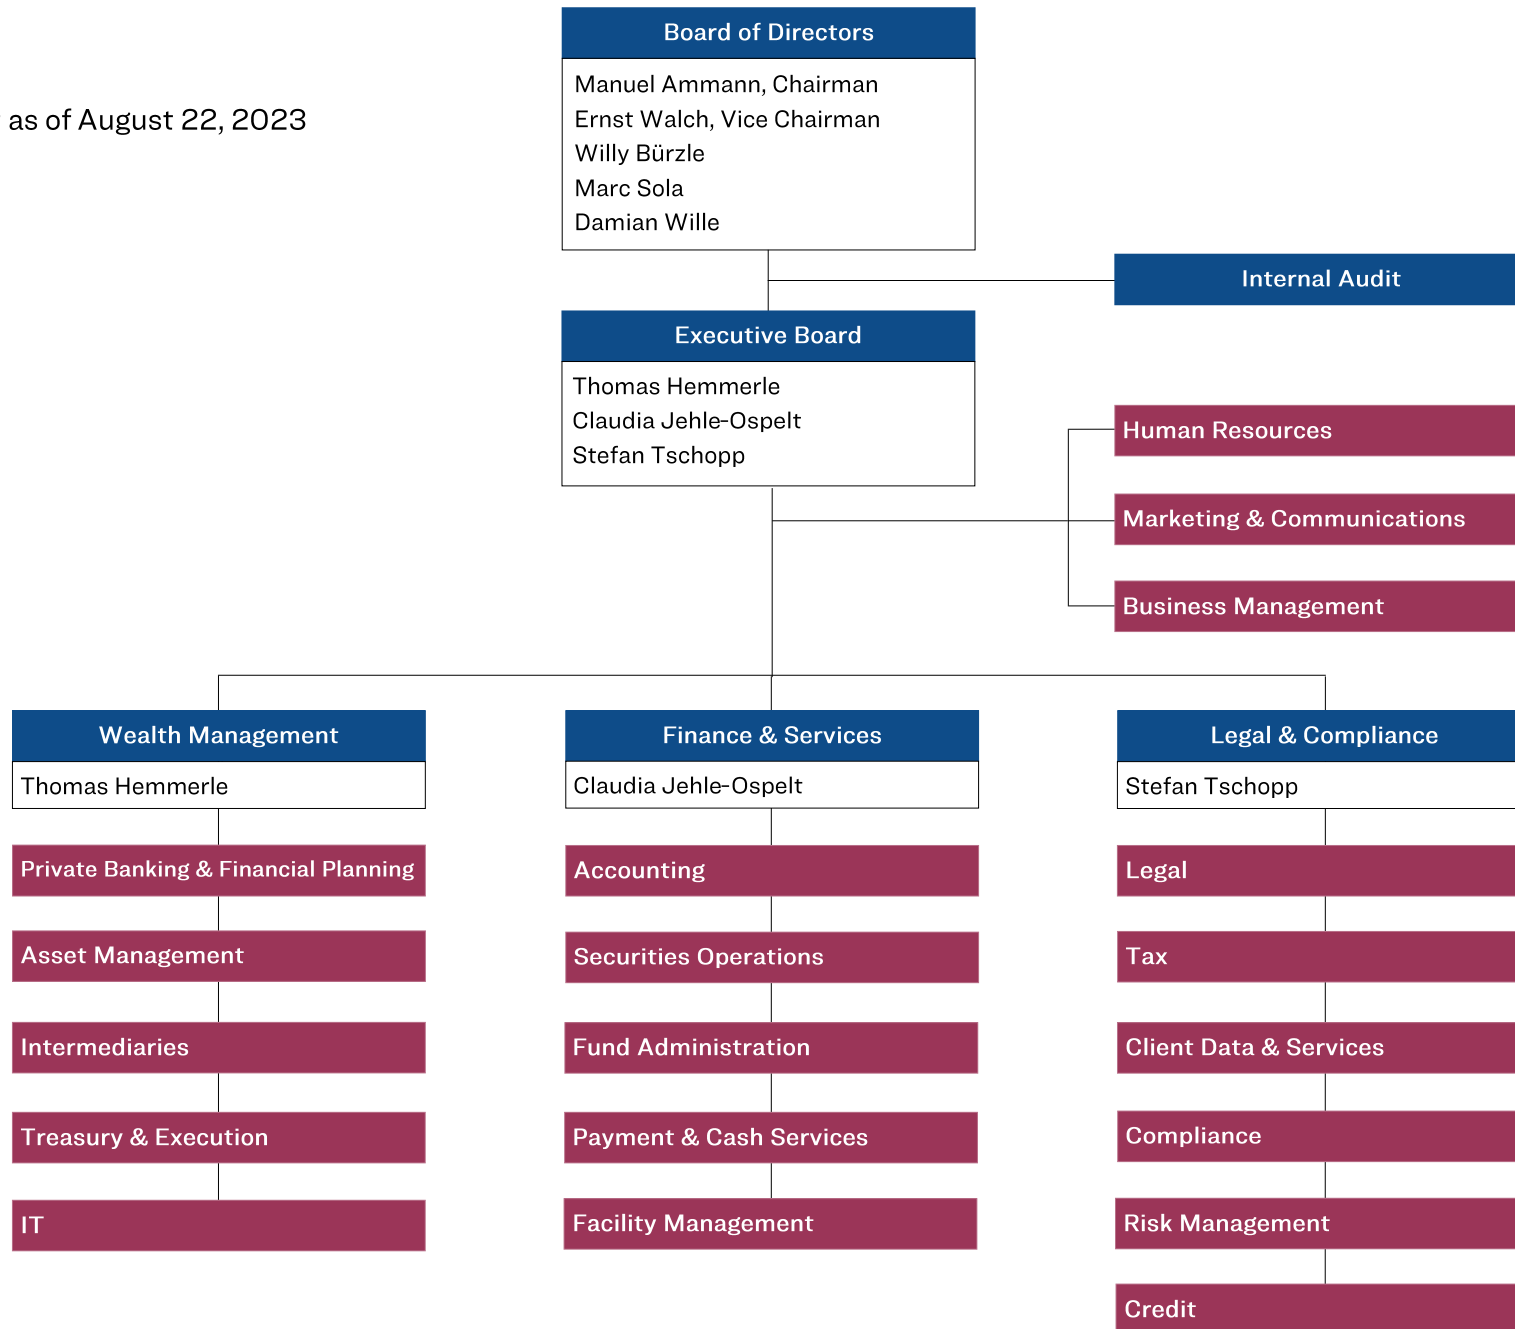 Board of Directors
Manuel Ammann, Chairman
Ernst Walch, Vice Chairman
Willy Bürzle
Marc Sola
Damian Wille
as of August 22, 2023
Internal Audit
Executive Board
Thomas Hemmerle
Claudia Jehle-Ospelt
Stefan Tschopp
Human Resources
Marketing & Communications
Business Management
Wealth Management
Thomas Hemmerle
Private Banking & Financial Planning
Asset Management
Intermediaries
Treasury & Execution
IT
Finance & Services
Claudia Jehle-Ospelt
Accounting
Securities Operations
Fund Administration
Payment & Cash Services
Facility Management
Legal & Compliance
Stefan Tschopp
Legal
Tax
Client Data & Services
Compliance
Risk Management
Credit